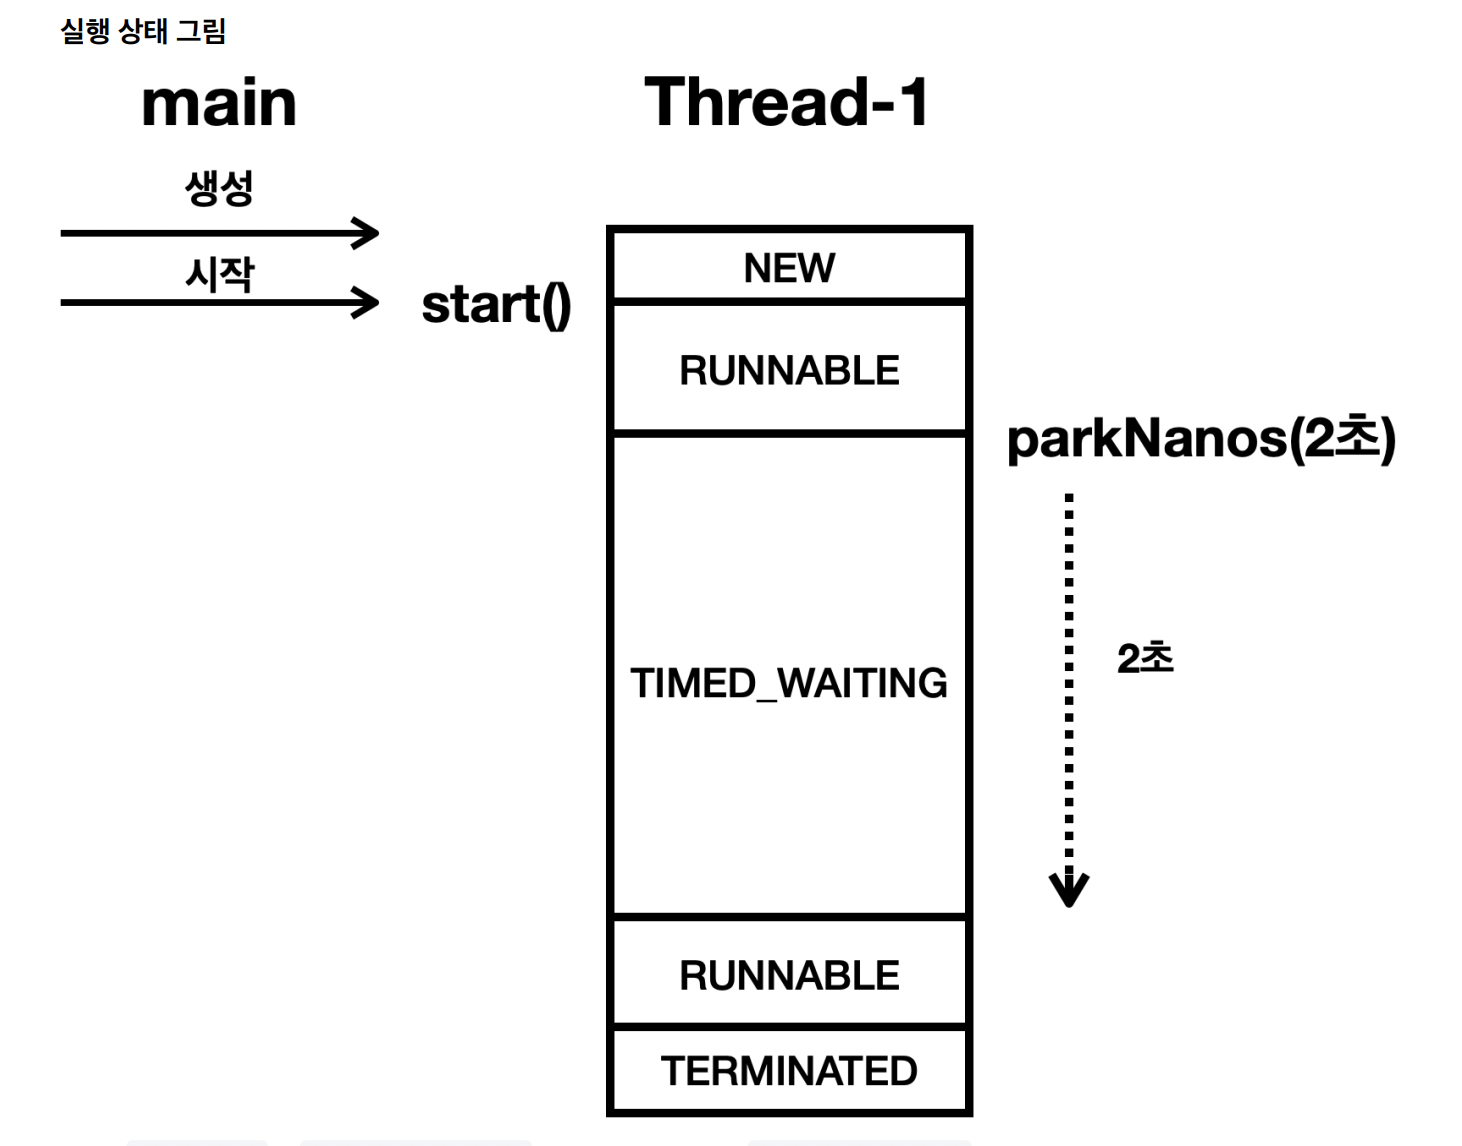 실행 상태 그림
main
Thread-1
생성
시작
start()
NEW
RUNNABLE
parkNanos(2초)
2초
TIMED_WAITING
RUNNABLE
TERMINATED